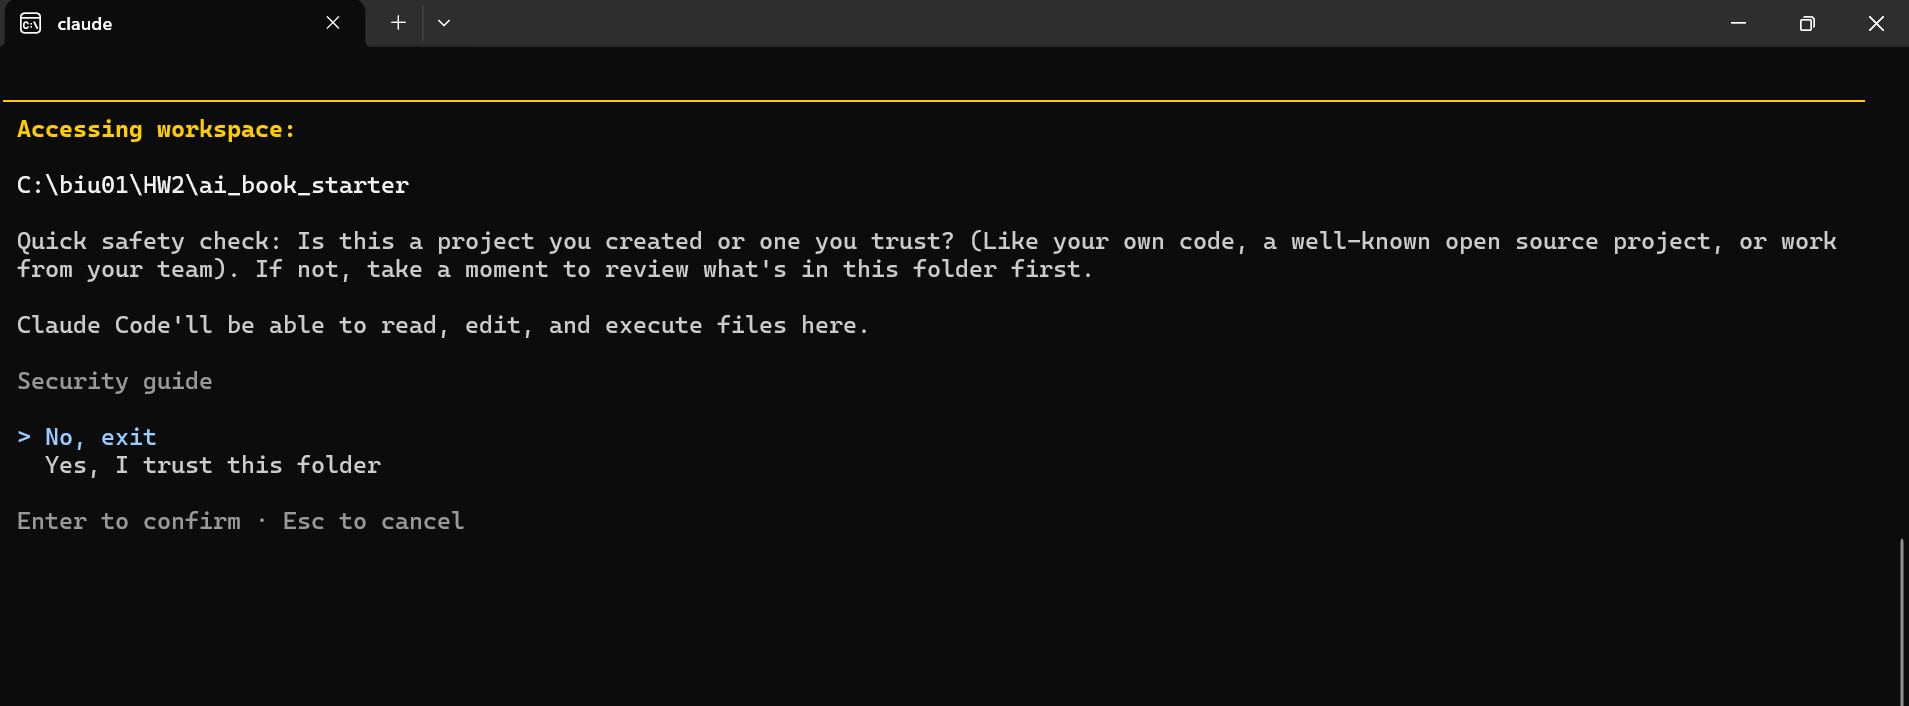 claude
Accessing workspace:
C:\biu01\HW2\ai_book_starter
Quick safety check: Is this a project you created or one you trust? (Like your own code, a well-known open source project, or work
from your team). If not, take a moment to review what's in this folder first.
Claude Code'll be able to read, edit, and execute files here.
Security guide
> No, exit
Yes, I trust this folder
Enter to confirm · Esc to cancel